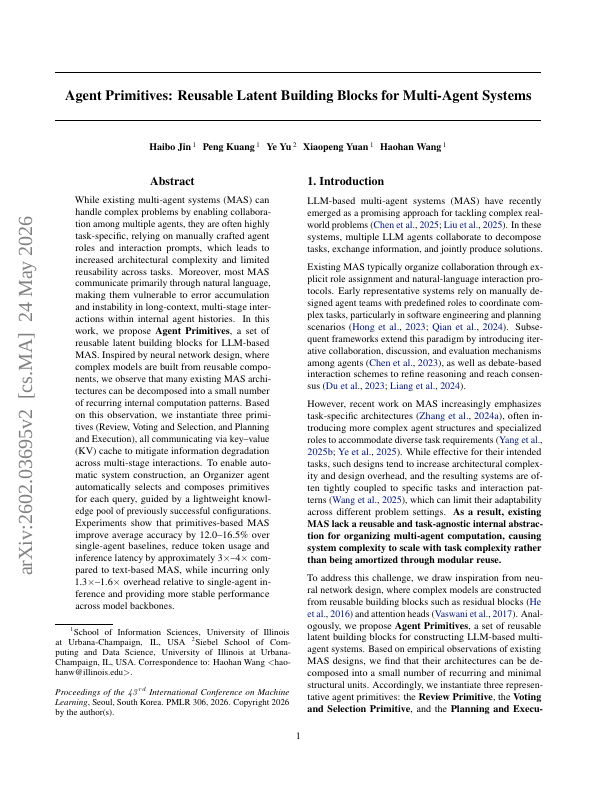 Agent Primitives: Reusable Latent Building Blocks for Multi-Agent Systems
Haibo Jin 1 Peng Kuang 1 Ye Yu 2 Xiaopeng Yuan 1 Haohan Wang 1
Abstract
While existing multi-agent systems (MAS) can
handle complex problems by enabling collabora-
tion among multiple agents, they are often highly
task-specific, relying on manually crafted agent
roles and interaction prompts, which leads to
increased architectural complexity and limited
reusability across tasks. Moreover, most MAS
communicate primarily through natural language,
making them vulnerable to error accumulation
and instability in long-context, multi-stage inter-
actions within internal agent histories. In this
work, we propose Agent Primitives, a set of
reusable latent building blocks for LLM-based
MAS. Inspired by neural network design, where
complex models are built from reusable compo-
nents, we observe that many existing MAS archi-
tectures can be decomposed into a small number
of recurring internal computation patterns. Based
on this observation, we instantiate three primi-
tives (Review, Voting and Selection, and Planning
and Execution), all communicating via key–value
(KV) cache to mitigate information degradation
across multi-stage interactions. To enable auto-
matic system construction, an Organizer agent
automatically selects and composes primitives
for each query, guided by a lightweight knowl-
edge pool of previously successful configurations.
Experiments show that primitives-based MAS
improve average accuracy by 12.0–16.5% over
single-agent baselines, reduce token usage and
inference latency by approximately 3×–4× com-
pared to text-based MAS, while incurring only
1.3×–1.6× overhead relative to single-agent in-
ference and providing more stable performance
across model backbones.
1School of Information Sciences, University of Illinois
at Urbana-Champaign, IL, USA 2Siebel School of Com-
puting and Data Science, University of Illinois at Urbana-
Champaign, IL, USA. Correspondence to: Haohan Wang <hao-
hanw@illinois.edu>.
Proceedings of the 43rd International Conference on Machine
Learning, Seoul, South Korea. PMLR 306, 2026. Copyright 2026
by the author(s).
1. Introduction
LLM-based multi-agent systems (MAS) have recently
emerged as a promising approach for tackling complex real-
world problems (Chen et al., 2025; Liu et al., 2025). In
these systems, multiple LLM agents collaborate to decompose
tasks, exchange information, and jointly produce solutions.
Existing MAS typically organize collaboration through ex-
plicit role assignment and natural-language interaction pro-
tocols. Early representative systems rely on manually de-
signed agent teams with predefined roles to coordinate com-
plex tasks, particularly in software engineering and planning
scenarios (Hong et al., 2023; Qian et al., 2024). Subse-
quent frameworks extend this paradigm by introducing iter-
ative collaboration, discussion, and evaluation mechanisms
among agents (Chen et al., 2023), as well as debate-based
interaction schemes to refine reasoning and reach consen-
sus (Du et al., 2023; Liang et al., 2024).
However, recent work on MAS increasingly emphasizes
task-specific architectures (Zhang et al., 2024a), often in-
troducing more complex agent structures and specialized
roles to accommodate diverse task requirements (Yang et al.,
2025b; Ye et al., 2025). While effective for their intended
tasks, such designs tend to increase architectural complex-
ity and design overhead, and the resulting systems are of-
ten tightly coupled to specific tasks and interaction pat-
terns (Wang et al., 2025), which can limit their adaptability
across different problem settings. As a result, existing
MAS lack a reusable and task-agnostic internal abstrac-
tion for organizing multi-agent computation, causing
system complexity to scale with task complexity rather
than being amortized through modular reuse.
To address this challenge, we draw inspiration from neu-
ral network design, where complex models are constructed
from reusable building blocks such as residual blocks (He
et al., 2016) and attention heads (Vaswani et al., 2017). Anal-
ogously, we propose Agent Primitives, a set of reusable
latent building blocks for constructing LLM-based multi-
agent systems. Based on empirical observations of existing
MAS designs, we find that their architectures can be de-
composed into a small number of recurring and minimal
structural units. Accordingly, we instantiate three represen-
tative agent primitives: the Review Primitive, the Voting
and Selection Primitive, and the Planning and Execu-
1
arXiv:2602.03695v2 [cs.MA] 24 May 2026